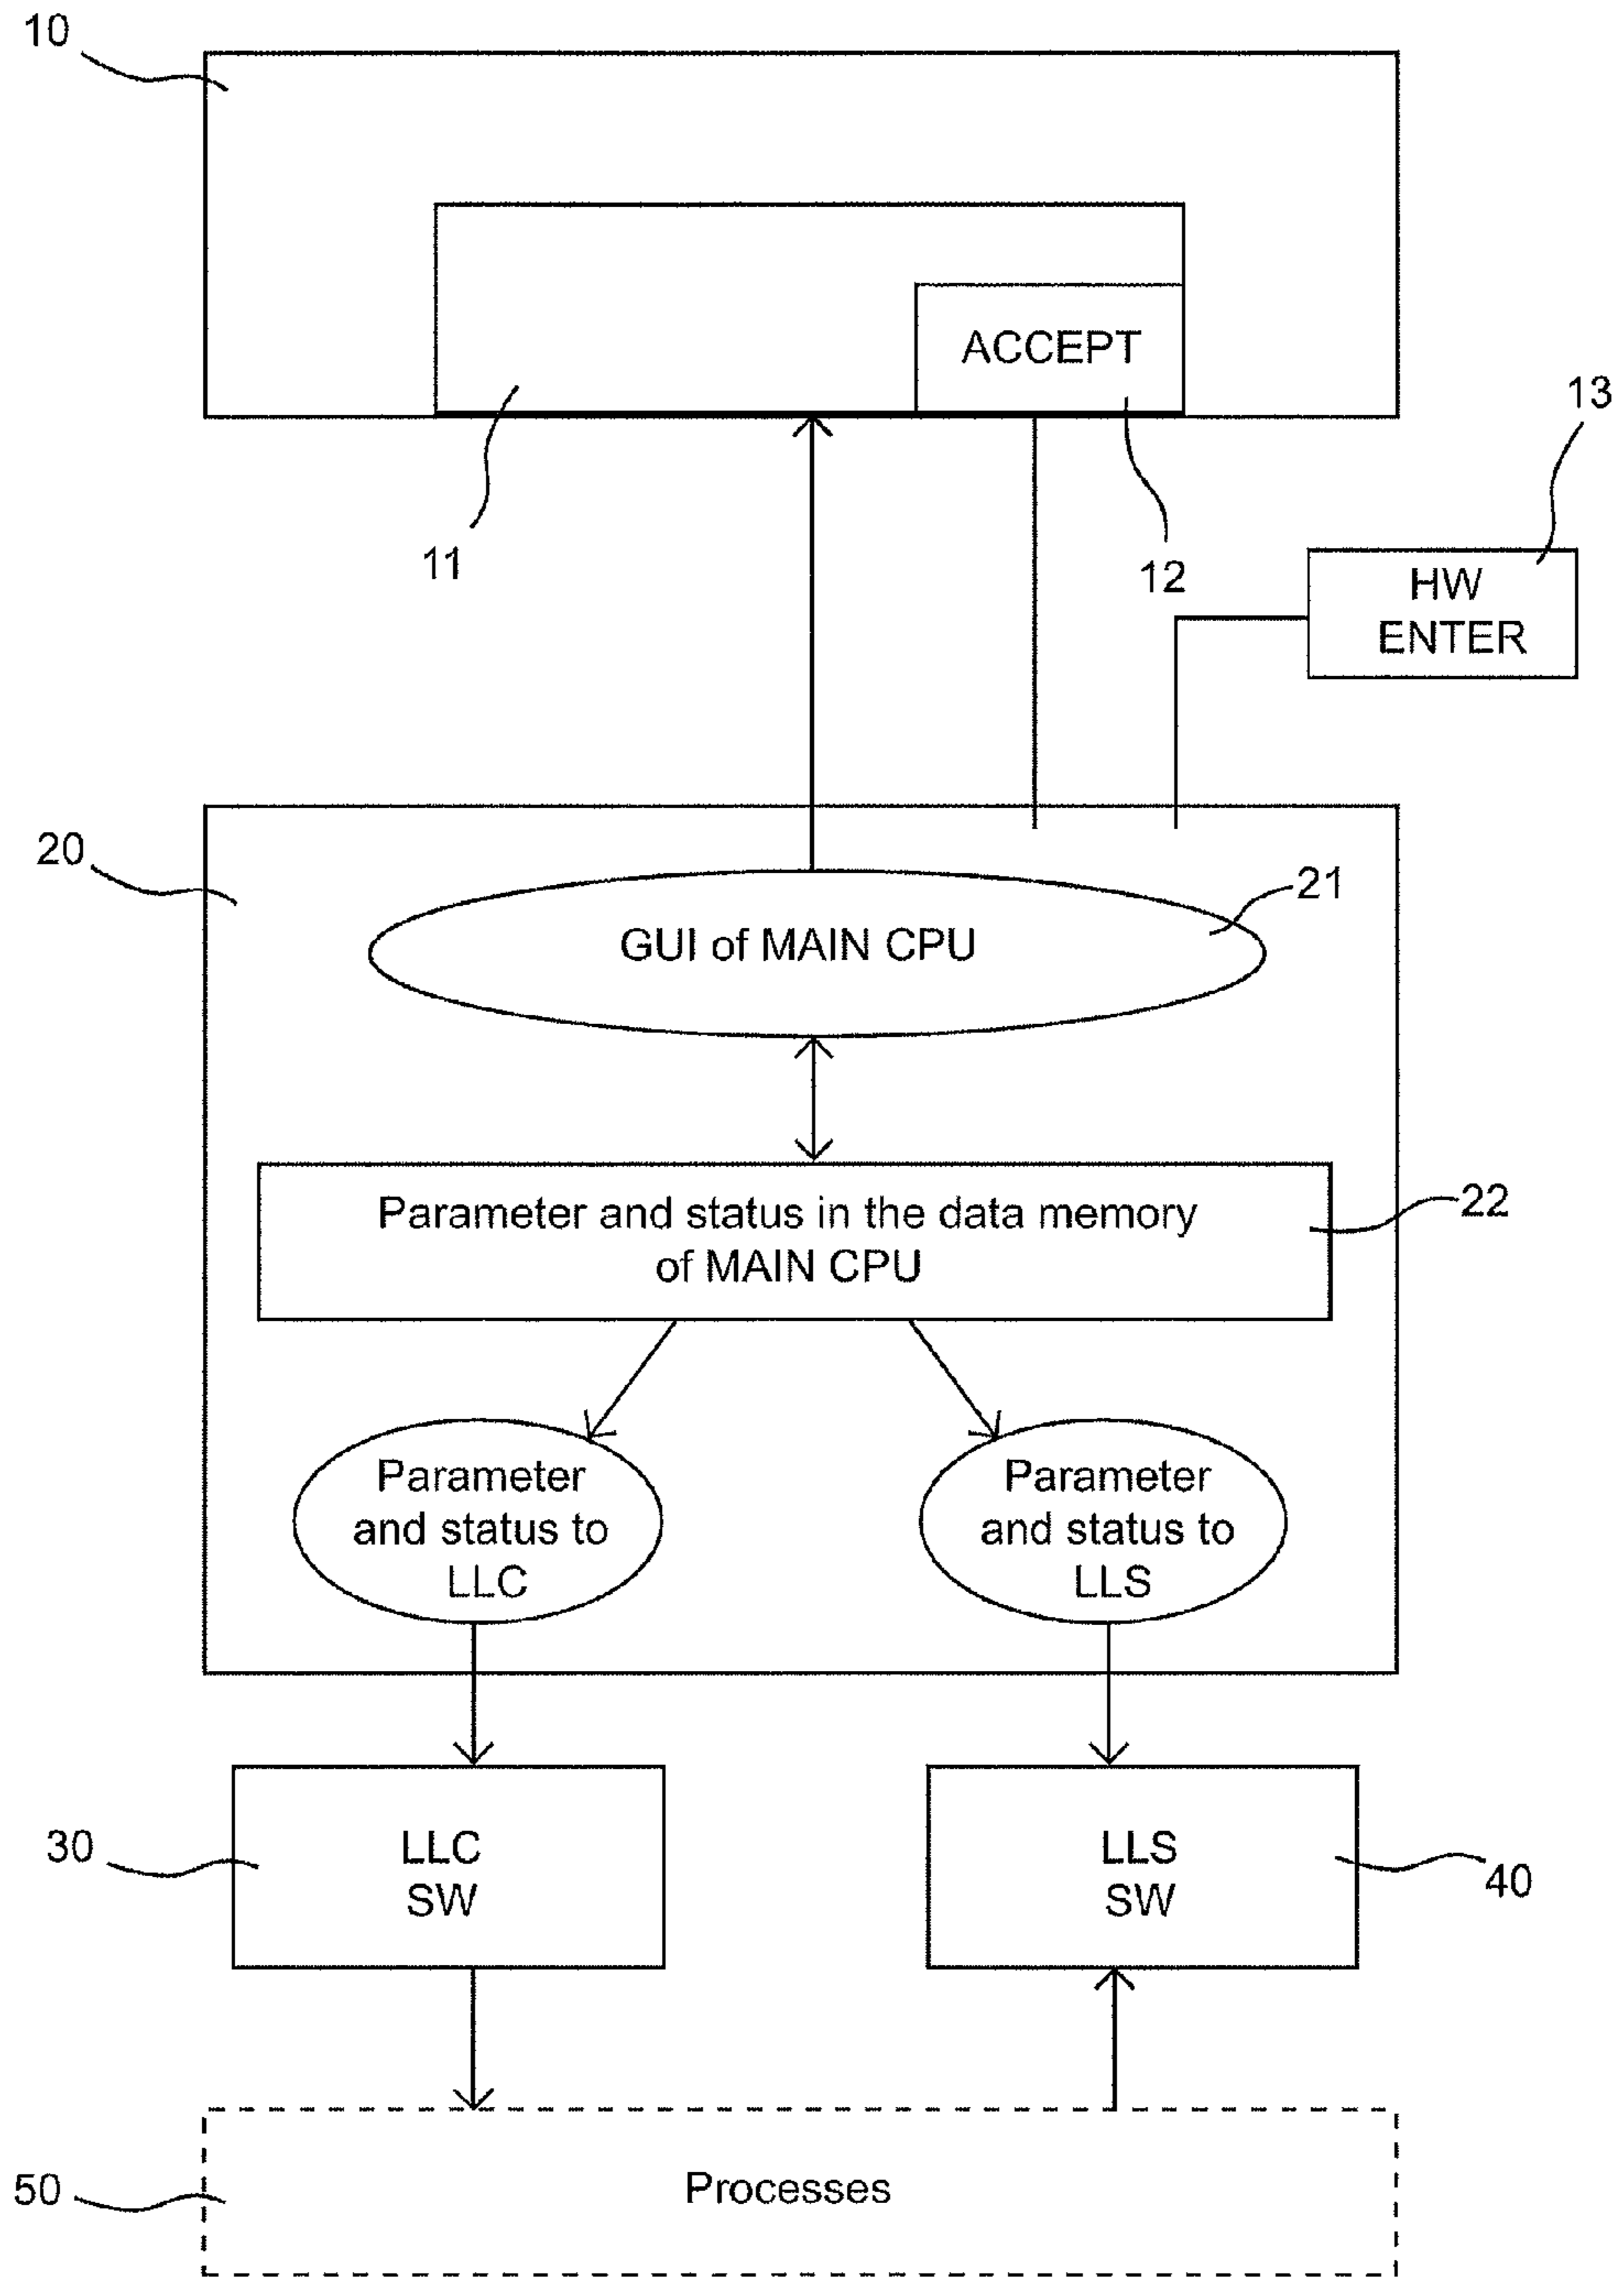 10
ACCEPT
13
11
12
HW
ENTER
20
21
GUI of MAIN CPU
Parameter and status in the data memory
of MAIN CPU
22
Parameter
and status to
LLC
Parameter
and status to
LLS
30
LLC
SW
LLS
SW
40
50
Processes